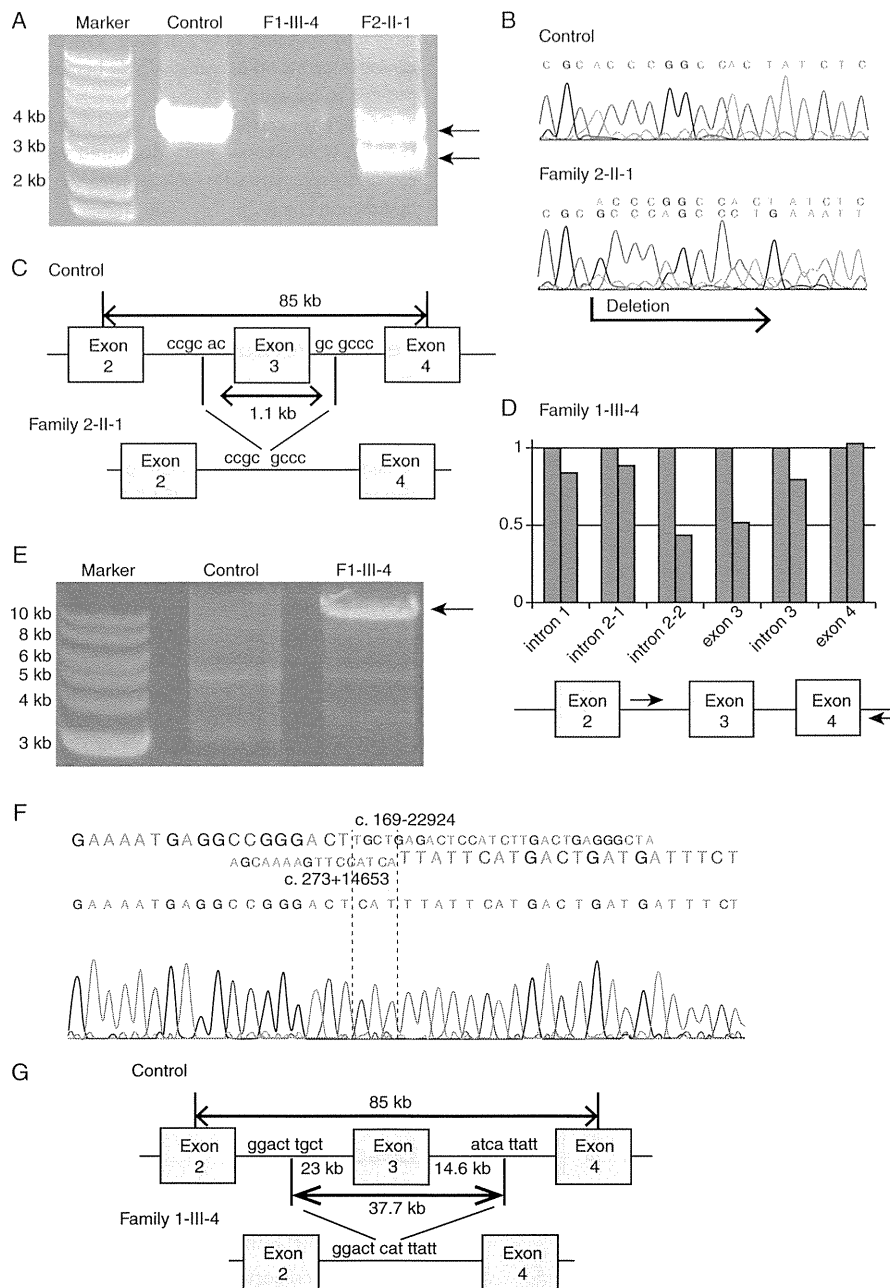 A
Marker Control F1-III-4 F2-II-1
4 kb
3 kb
2 kb
B
Control
C G C A C C C G G C C A C T A T C T C
Family 2-II-1
A C C C G G C C A C T A T C T C
C G C G C C C A G C C C T G A A A T T
Deletion
C
Control
85 kb
Exon 2
ccgc ac
Exon 3
gc gccc
Exon 4
1.1 kb
Family 2-II-1
Exon 2
ccgc gccc
Exon 4
D
Family 1-III-4
1
0.5
0
intron 1
intron 2-1
intron 2-2
exon 3
intron 3
exon 4
Exon 2
Exon 3
Exon 4
E
Marker Control F1-III-4
10 kb
8 kb
6 kb
5 kb
4 kb
3 kb
F
c. 169-22924
GAAAATGAGGCCGGGACTTGCTGAGACTCCATCTTGACTGAGGGCTA
AGCAAAAGTTCCATCATTATTCATGACTGATGATTTCT
c. 273+14653
GAAAATGAGGCCGGGACTCATTTATTCATGACTGATGATTTCT
G
Control
85 kb
Exon 2
ggact tgct
Exon 3
atca ttatt
Exon 4
23 kb
14.6 kb
37.7 kb
Family 1-III-4
Exon 2
ggact cat ttatt
Exon 4